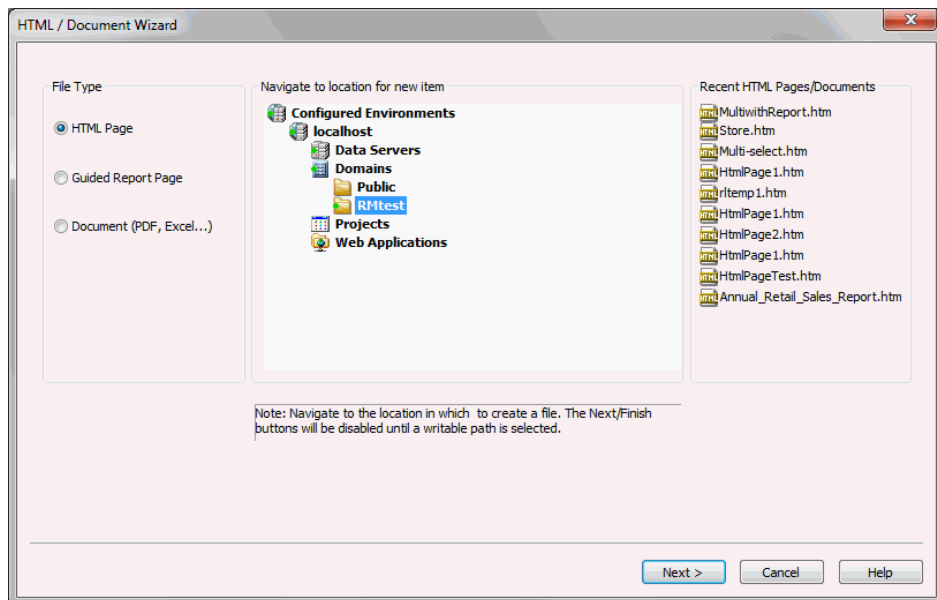 HTML / Document Wizard
File Type
HTML Page
Guided Report Page
Document (PDF, Excel...)
Navigate to location for new item
Configured Environments
localhost
Data Servers
Domains
Public
RMtest
Projects
Web Applications
Recent HTML Pages/Documents
MultiwithReport.htm
Store.htm
Multi-select.htm
HtmlPage1.htm
rltemp1.htm
HtmlPage1.htm
HtmlPage2.htm
HtmlPage1.htm
HtmlPageTest.htm
Annual_Retail_Sales_Report.htm
Note: Navigate to the location in which to create a file. The Next/Finish
buttons will be disabled until a writable path is selected.
Next >
Cancel
Help